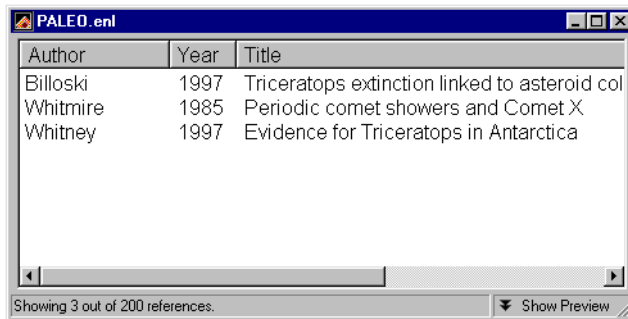 PALEO.enl
Author Year Title
Billoski 1997 Triceratops extinction linked to asteroid col
Whitmire 1985 Periodic comet showers and Comet X
Whitney 1997 Evidence for Triceratops in Antarctica
Showing 3 out of 200 references. Show Preview